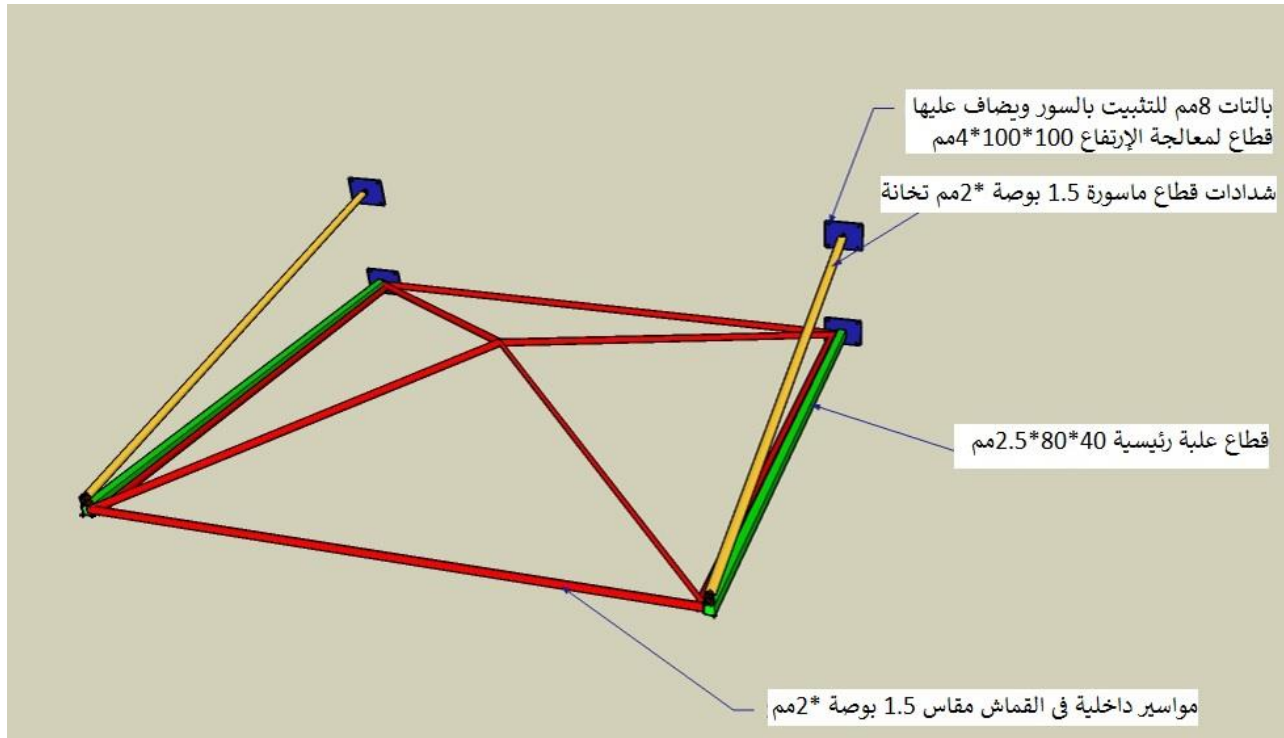 بالتات 8مم للتثبيت بالسور ويضاف عليها
قطاع لمعالجة الإرتفاع 100*100*4مم
شدادات قطاع ماسورة 1.5 بوصة *2مم تخانة
قطاع علبة رئيسية 40*80*2.5مم
مواسير داخلية فى القماش مقاس 1.5 بوصة *2مم